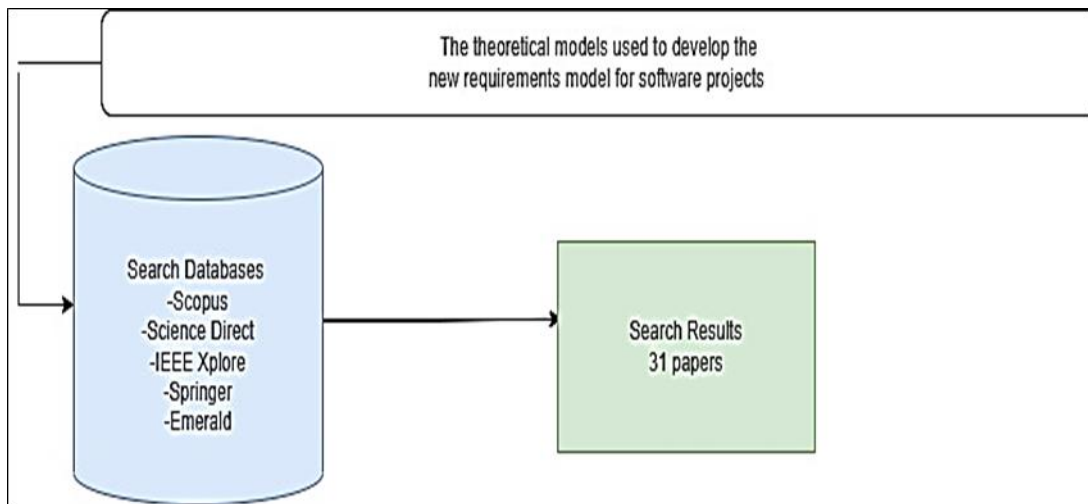 The theoretical models used to develop the
new requirements model for software projects
Search Databases
-Scopus
-Science Direct
-IEEE Xplore
-Springer
-Emerald
Search Results
31 papers